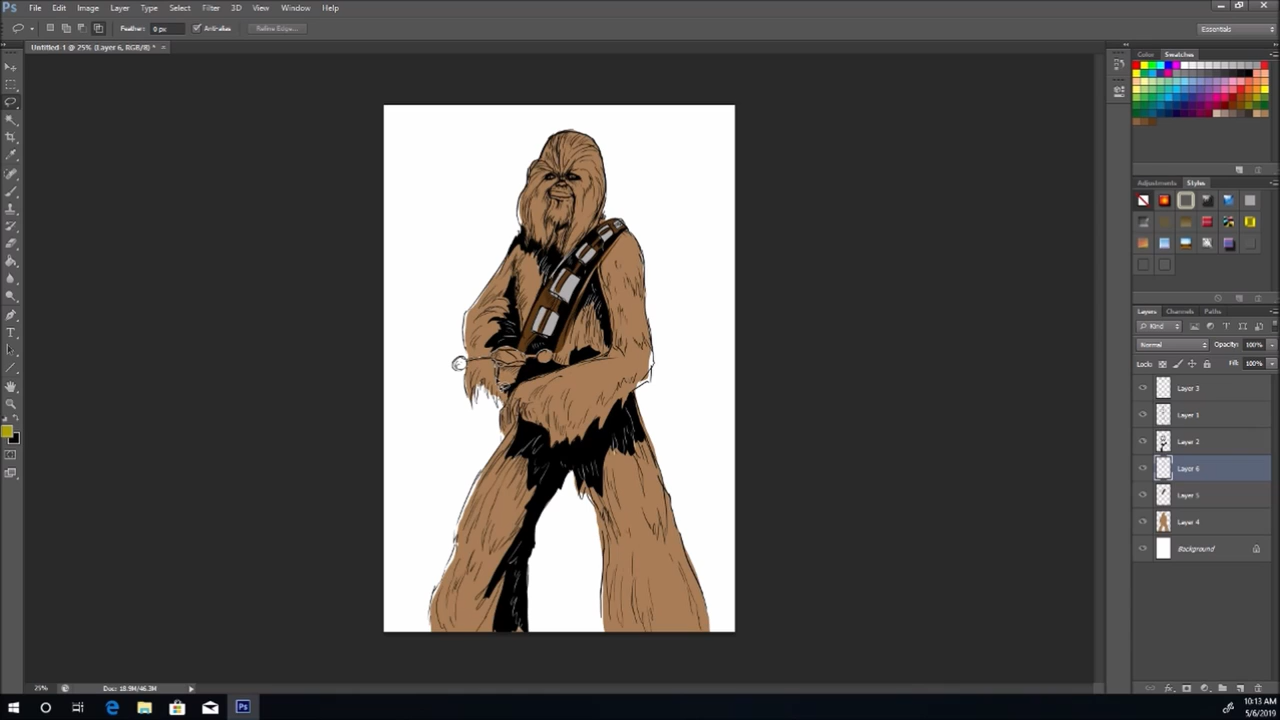 Ps File Edit Image Layer Type Select Filter 3D View Window Help
Feather: 0 px Anti-alias Refine Edge... Essentials
Untitled-1 @ 25% (Layer 6, RGB/8) * ×
Color Swatches
Adjustments Styles
Layers Channels Paths
Kind
Normal Opacity: 100%
Lock: Fill: 100%
Layer 3
Layer 1
Layer 2
Layer 6
Layer 5
Layer 4
Background
25% Doc: 18.9M/46.3M
10:13 AM
5/6/2019